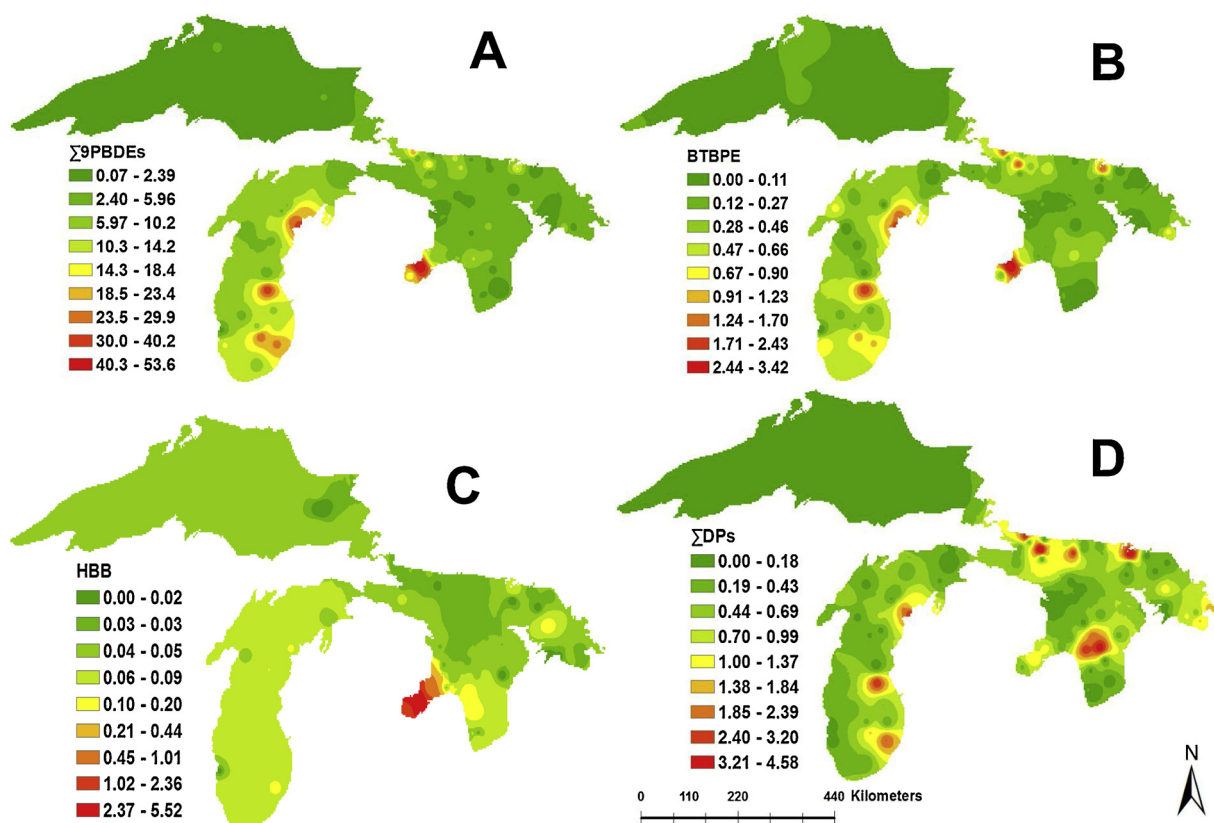 A
∑9PBDEs
0.07 - 2.39
2.40 - 5.96
5.97 - 10.2
10.3 - 14.2
14.3 - 18.4
18.5 - 23.4
23.5 - 29.9
30.0 - 40.2
40.3 - 53.6
B
BTBPE
0.00 - 0.11
0.12 - 0.27
0.28 - 0.46
0.47 - 0.66
0.67 - 0.90
0.91 - 1.23
1.24 - 1.70
1.71 - 2.43
2.44 - 3.42
C
HBB
0.00 - 0.02
0.03 - 0.03
0.04 - 0.05
0.06 - 0.09
0.10 - 0.20
0.21 - 0.44
0.45 - 1.01
1.02 - 2.36
2.37 - 5.52
D
∑DPs
0.00 - 0.18
0.19 - 0.43
0.44 - 0.69
0.70 - 0.99
1.00 - 1.37
1.38 - 1.84
1.85 - 2.39
2.40 - 3.20
3.21 - 4.58
N
0 110 220 440 Kilometers